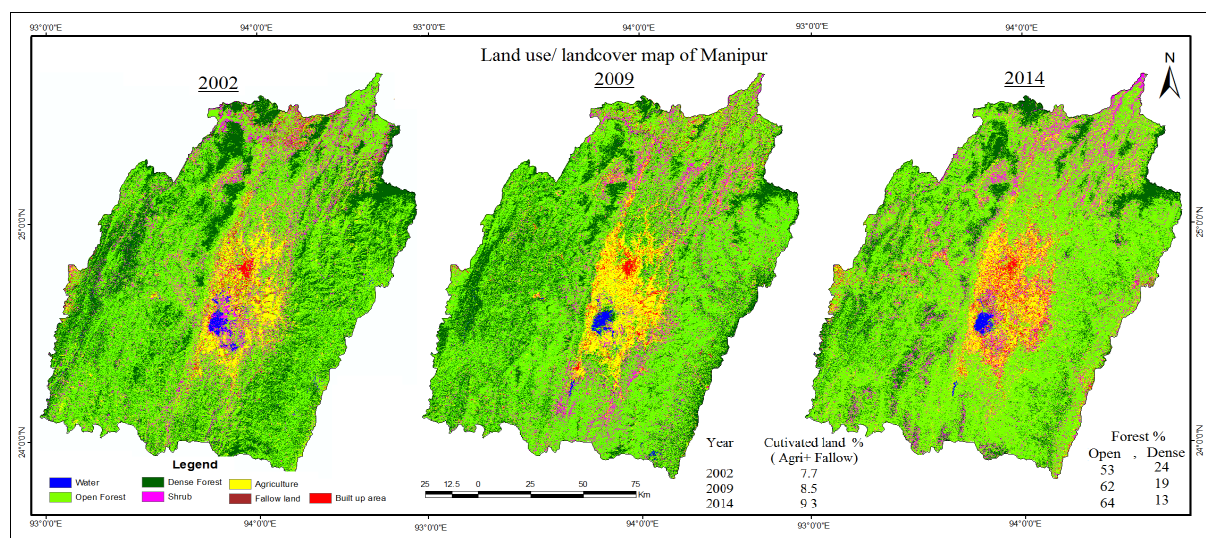 93°0'0"E 94°0'0"E 93°0'0"E 94°0'0"E 93°0'0"E 94°0'0"E
Land use/ landcover map of Manipur
2002 2009 2014
N
25°0'0"N 25°0'0"N
24°0'0"N 24°0'0"N
Legend
Water Dense Forest Agriculture
Open Forest Shrub Fallow land Built up area
25 12.5 0 25 50 75
Km
Year Cutivated land %
( Agri+ Fallow)
2002 7.7
2009 8.5
2014 9.3
Forest %
Open , Dense
53 24
62 19
64 13
93°0'0"E 94°0'0"E 93°0'0"E 94°0'0"E 93°0'0"E 94°0'0"E